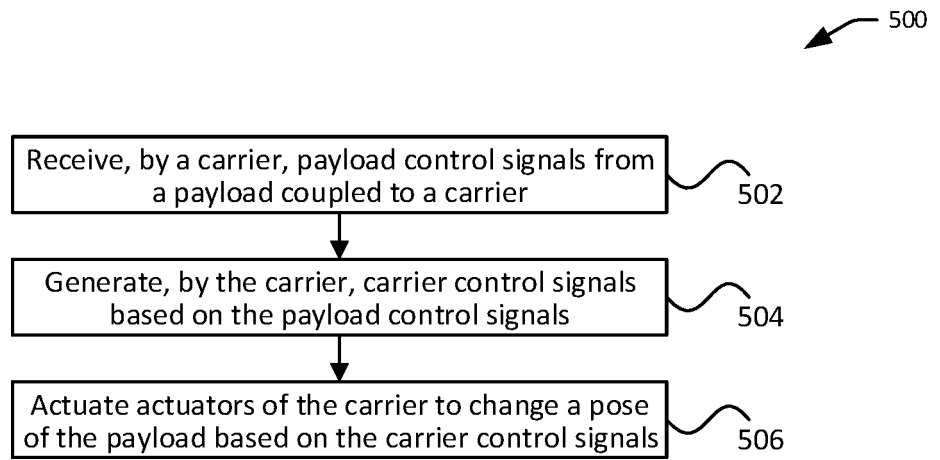 500
Receive, by a carrier, payload control signals from
a payload coupled to a carrier
502
Generate, by the carrier, carrier control signals
based on the payload control signals
504
Actuate actuators of the carrier to change a pose
of the payload based on the carrier control signals
506